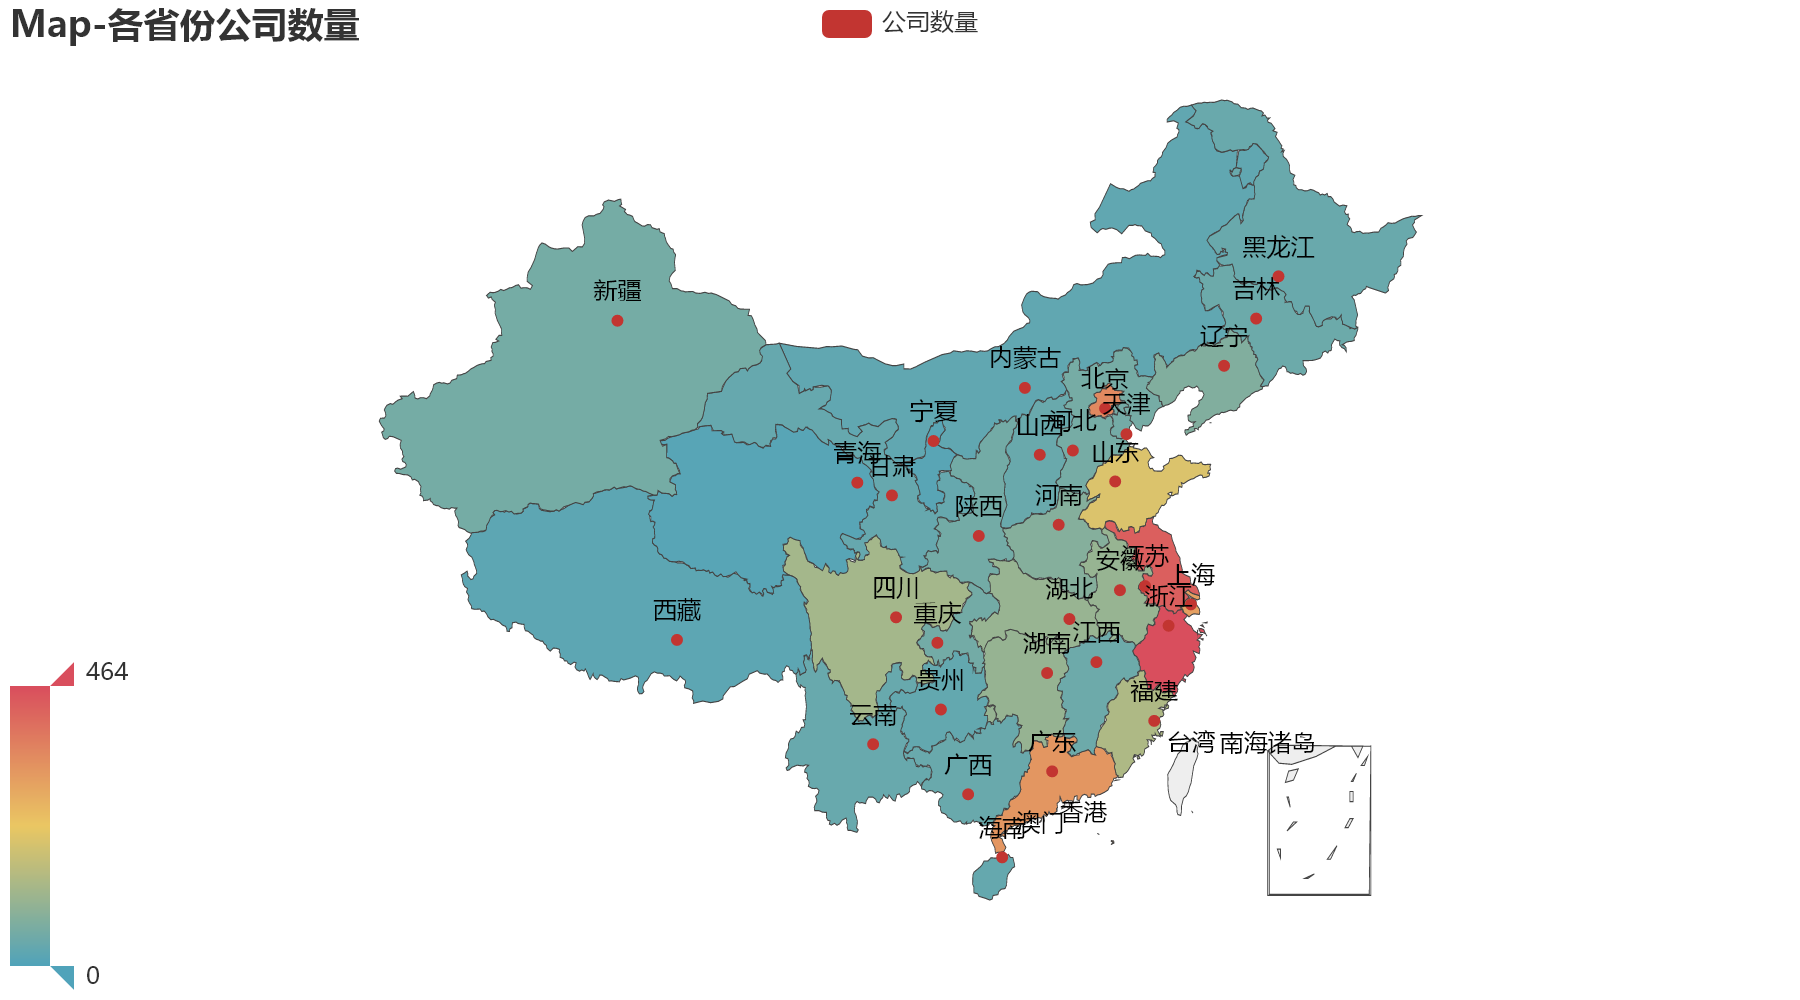 Map-各省份公司数量
公司数量
黑龙江
新疆
吉林
辽宁
内蒙古
北京
天津
宁夏
河北
山西
青海
山东
甘肃
河南
陕西
江苏
安徽
上海
四川
湖北
浙江
西藏
重庆
江西
湖南
464
贵州
福建
云南
广东
台湾
南海诸岛
广西
香港
澳门
海南
0